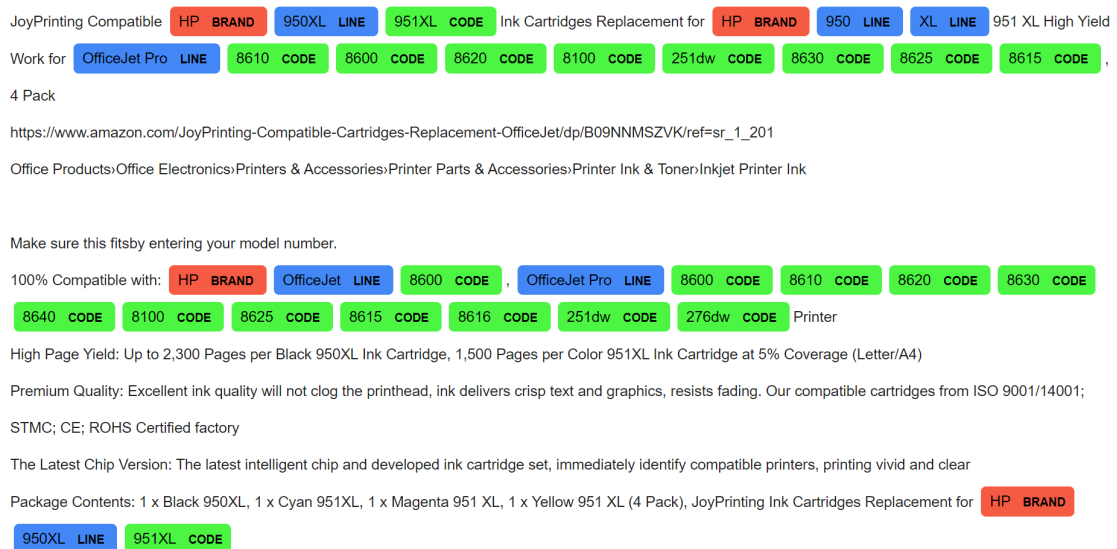 JoyPrinting Compatible HP BRAND 950XL LINE 951XL CODE Ink Cartridges Replacement for HP BRAND 950 LINE XL LINE 951 XL High Yield
Work for OfficeJet Pro LINE 8610 CODE 8600 CODE 8620 CODE 8100 CODE 251dw CODE 8630 CODE 8625 CODE 8615 CODE ,
4 Pack
https://www.amazon.com/JoyPrinting-Compatible-Cartridges-Replacement-OfficeJet/dp/B09NNMSZVK/ref=sr_1_201
Office Products›Office Electronics›Printers & Accessories›Printer Parts & Accessories›Printer Ink & Toner›Inkjet Printer Ink
Make sure this fitsby entering your model number.
100% Compatible with: HP BRAND OfficeJet LINE 8600 CODE , OfficeJet Pro LINE 8600 CODE 8610 CODE 8620 CODE 8630 CODE
8640 CODE 8100 CODE 8625 CODE 8615 CODE 8616 CODE 251dw CODE 276dw CODE Printer
High Page Yield: Up to 2,300 Pages per Black 950XL Ink Cartridge, 1,500 Pages per Color 951XL Ink Cartridge at 5% Coverage (Letter/A4)
Premium Quality: Excellent ink quality will not clog the printhead, ink delivers crisp text and graphics, resists fading. Our compatible cartridges from ISO 9001/14001;
STMC; CE; ROHS Certified factory
The Latest Chip Version: The latest intelligent chip and developed ink cartridge set, immediately identify compatible printers, printing vivid and clear
Package Contents: 1 x Black 950XL, 1 x Cyan 951XL, 1 x Magenta 951 XL, 1 x Yellow 951 XL (4 Pack), JoyPrinting Ink Cartridges Replacement for HP BRAND
950XL LINE 951XL CODE